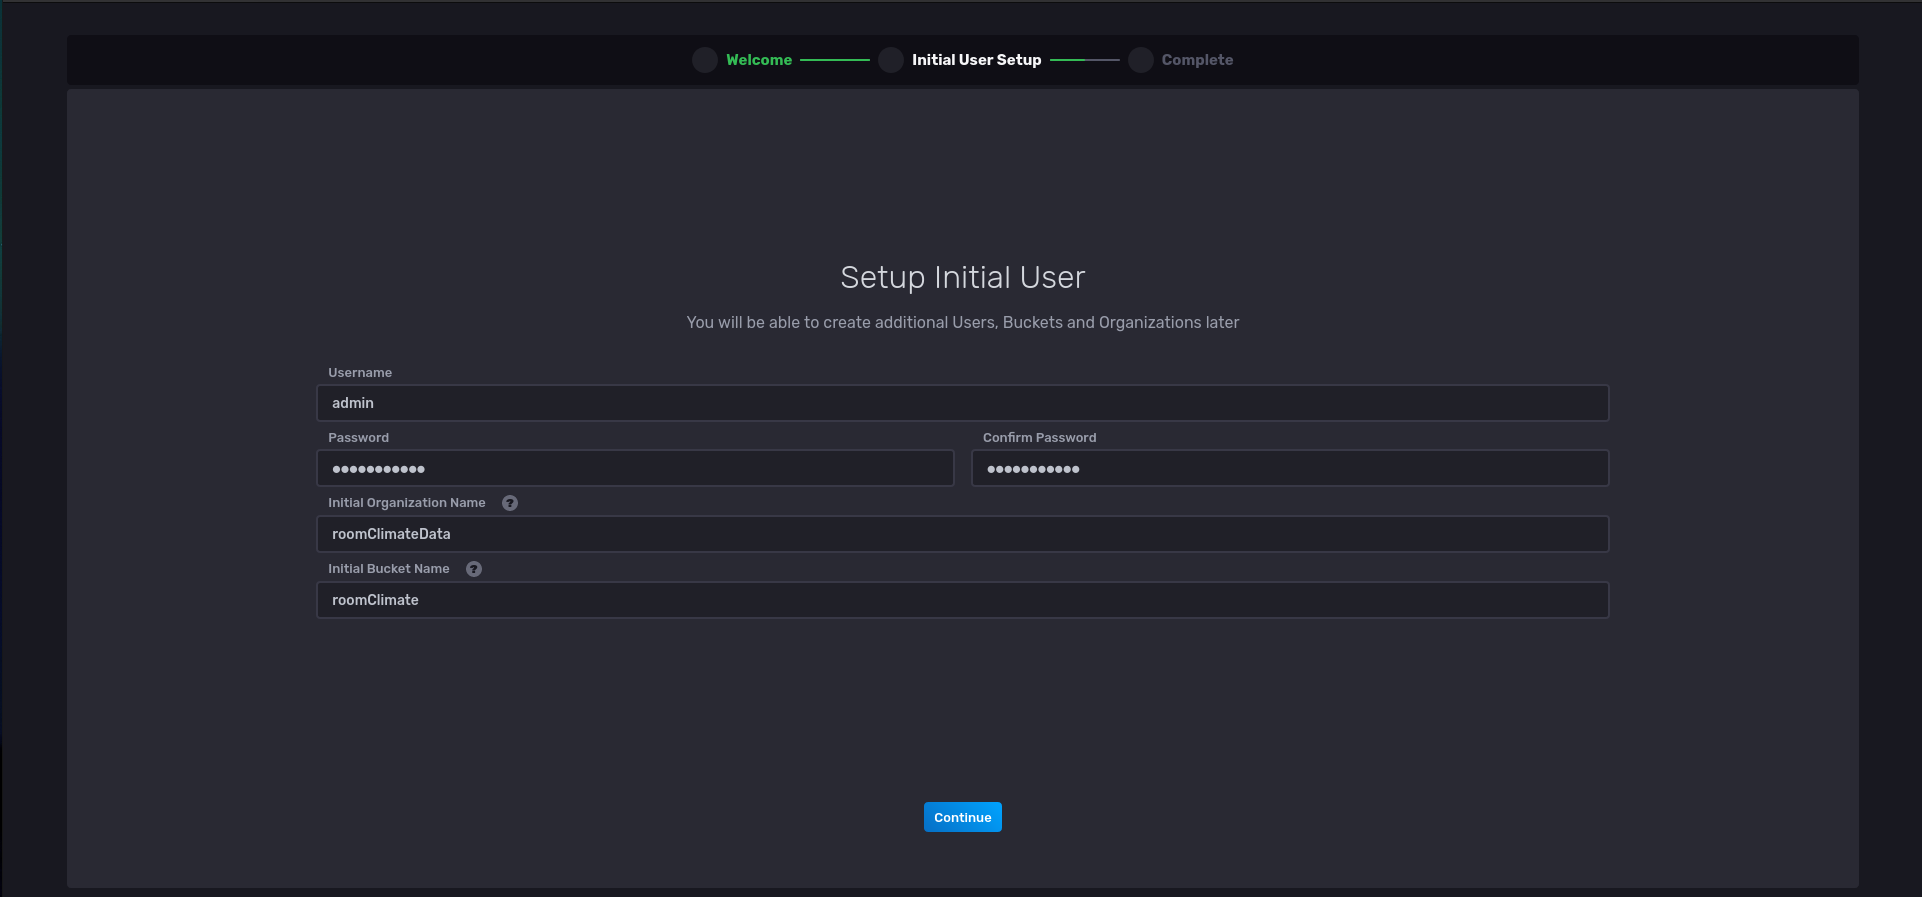 Welcome
Initial User Setup
Complete
Setup Initial User
You will be able to create additional Users, Buckets and Organizations later
Username
admin
Password
Confirm Password
●●●●●●●●●●●
●●●●●●●●●●●
Initial Organization Name ?
roomClimateData
Initial Bucket Name ?
roomClimate
Continue